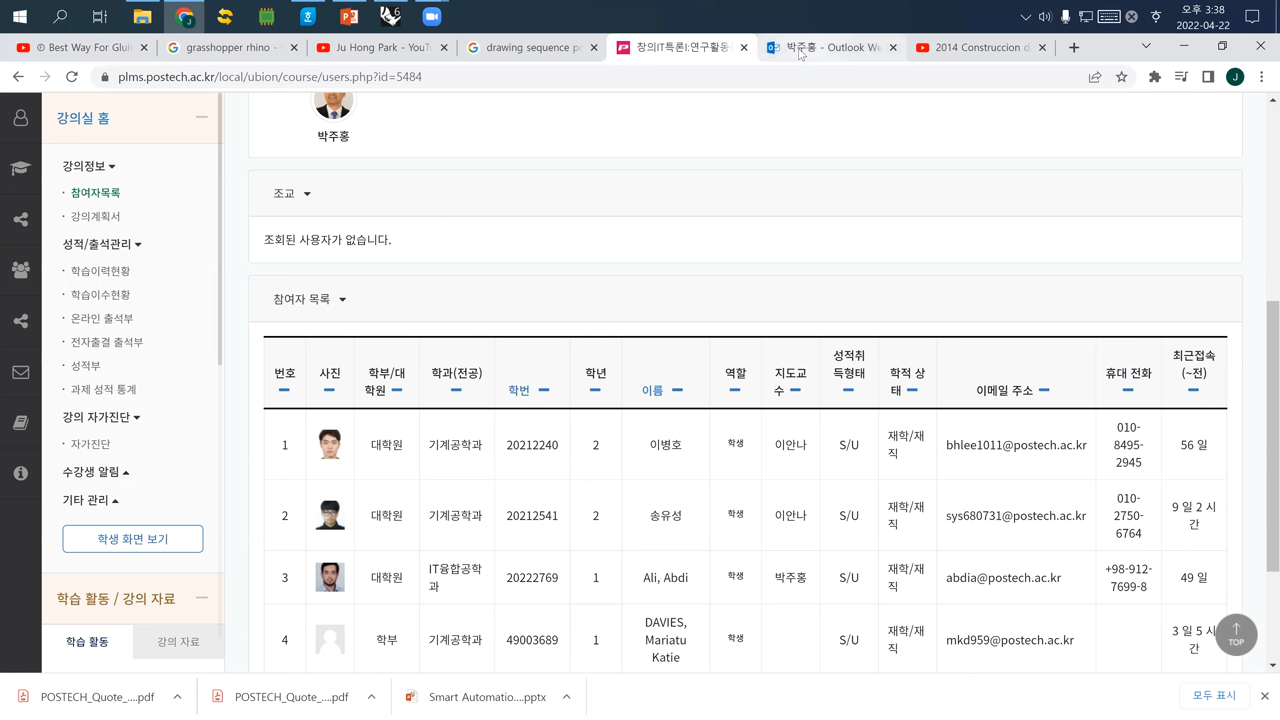 오후 3:38
2022-04-22
© Best Way For Glui
grasshopper rhino -
Ju Hong Park - YouT
drawing sequence po
창의IT특론I:연구활동
박주홍 - Outlook We
2014 Construccion d
plms.postech.ac.kr/local/ubion/course/users.php?id=5484
J
강의실 홈
강의정보
참여자목록
강의계획서
성적/출석관리
학습이력현황
학습이수현황
온라인 출석부
전자출결 출석부
성적부
과제 성적 통계
강의 자가진단
자가진단
수강생 알림
기타 관리
학생 화면 보기
학습 활동 / 강의 자료
학습 활동
강의 자료
박주홍
조교
조회된 사용자가 없습니다.
참여자 목록
번호 사진 학부/대학원 학과(전공) 학번 학년 이름 역할 지도교수 성적취득형태 학적 상태 이메일 주소 휴대 전화 최근접속(~전)
1 대학원 기계공학과 20212240 2 이병호 학생 이안나 S/U 재학/재직 bhlee1011@postech.ac.kr 010-8495-2945 56 일
2 대학원 기계공학과 20212541 2 송유성 학생 이안나 S/U 재학/재직 sys680731@postech.ac.kr 010-2750-6764 9 일 2 시간
3 대학원 IT융합공학과 20222769 1 Ali, Abdi 학생 박주홍 S/U 재학/재직 abdia@postech.ac.kr +98-912-7699-8 49 일
4 학부 기계공학과 49003689 1 DAVIES, Mariatu Katie 학생 S/U 재학/재직 mkd959@postech.ac.kr 3 일 5 시간
TOP
POSTECH_Quote_....pdf
POSTECH_Quote_....pdf
Smart Automatio....pptx
모두 표시